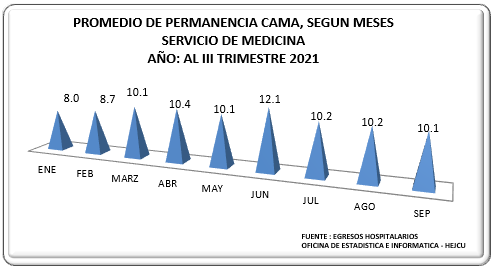 PROMEDIO DE PERMANENCIA CAMA, SEGUN MESES
SERVICIO DE MEDICINA
AÑO: AL III TRIMESTRE 2021
8.0
8.7
10.1
10.4
10.1
12.1
10.2
10.2
10.1
ENE
FEB
MARZ
ABR
MAY
JUN
JUL
AGO
SEP
FUENTE : EGRESOS HOSPITALARIOS
OFICINA DE ESTADISTICA E INFORMATICA - HEJCU